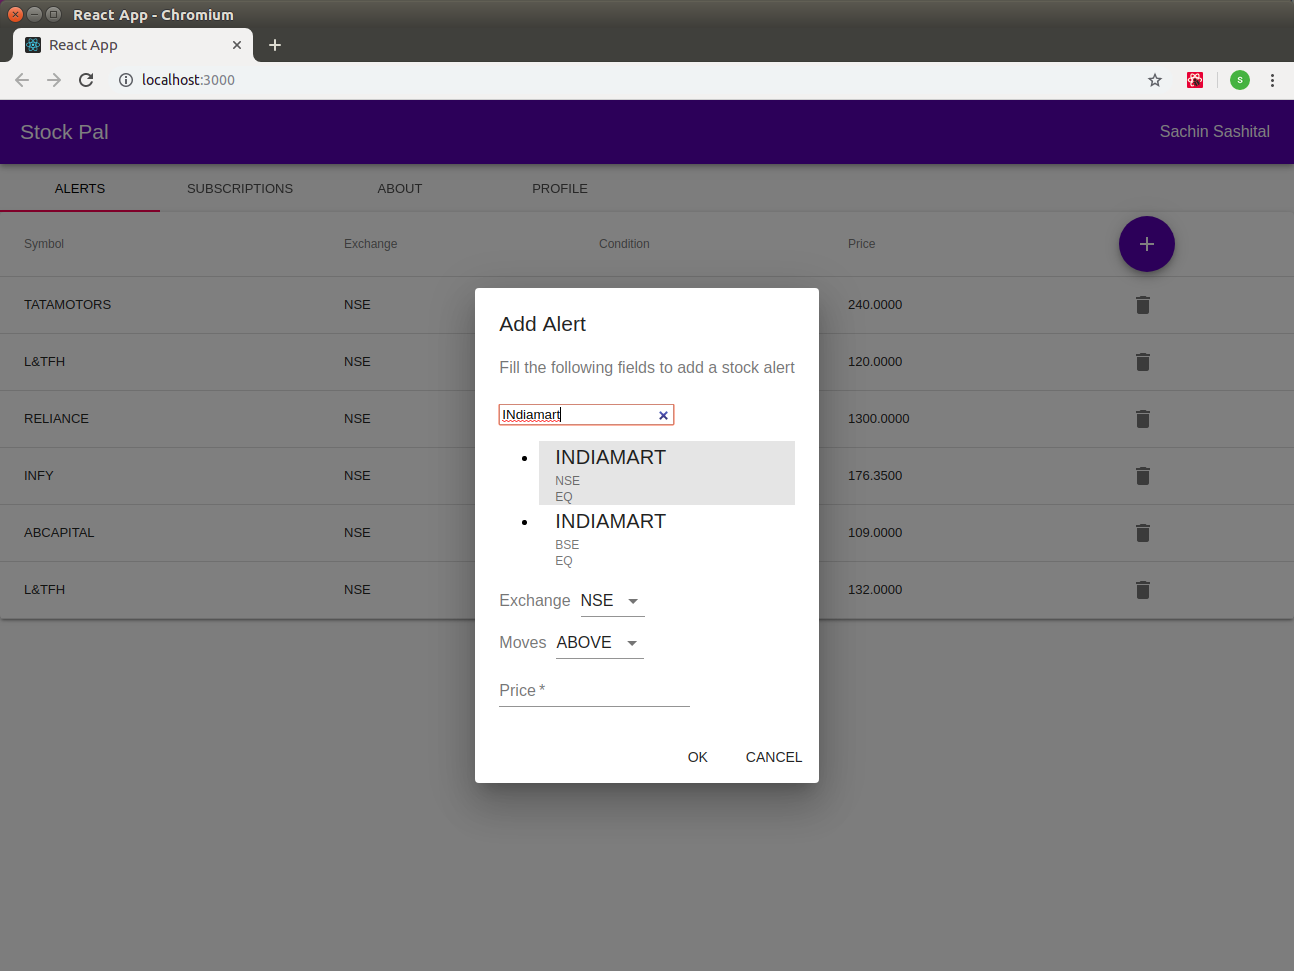 React App - Chromium
React App
localhost:3000
S
Stock Pal
Sachin Sashital
ALERTS SUBSCRIPTIONS ABOUT PROFILE
Symbol Exchange Condition Price
TATAMOTORS NSE 240.0000
L&TFH NSE 120.0000
RELIANCE NSE 1300.0000
INFY NSE 176.3500
ABCAPITAL NSE 109.0000
L&TFH NSE 132.0000
Add Alert
Fill the following fields to add a stock alert
INdiamart
INDIAMART
NSE
EQ
INDIAMART
BSE
EQ
Exchange NSE
Moves ABOVE
Price *
OK CANCEL